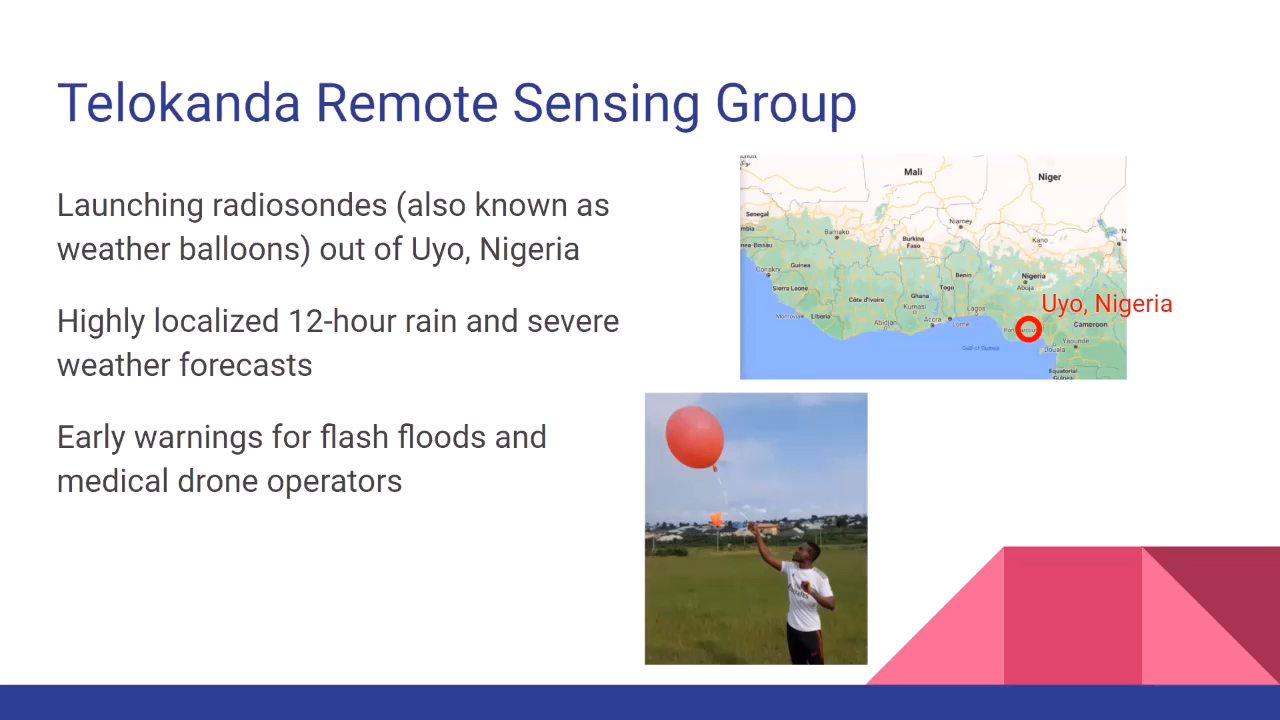 Telokanda Remote Sensing Group
Launching radiosondes (also known as
weather balloons) out of Uyo, Nigeria
Highly localized 12-hour rain and severe
weather forecasts
Early warnings for flash floods and
medical drone operators
Mali
Niger
Senegal
Niamey
Bamako
Burkina
Faso
Kano
Guinea
Conakry
Benin
Nigeria
Abuja
Sierra Leone
Togo
Ghana
Côte d'Ivoire
Kumasi
Uyo, Nigeria
Monrovia
Liberia
Abidjan
Accra
Lome
Lagos
Cameroon
Yaounde
Douala
Gulf of Guinea
Equatorial
Guinea